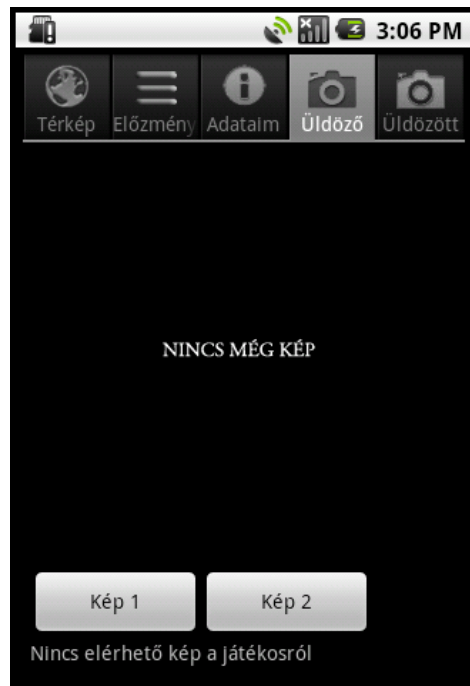 3:06 PM
Térkép Előzmény Adataim Üldöző Üldözött
NINCS MÉG KÉP
Kép 1 Kép 2
Nincs elérhető kép a játékosról